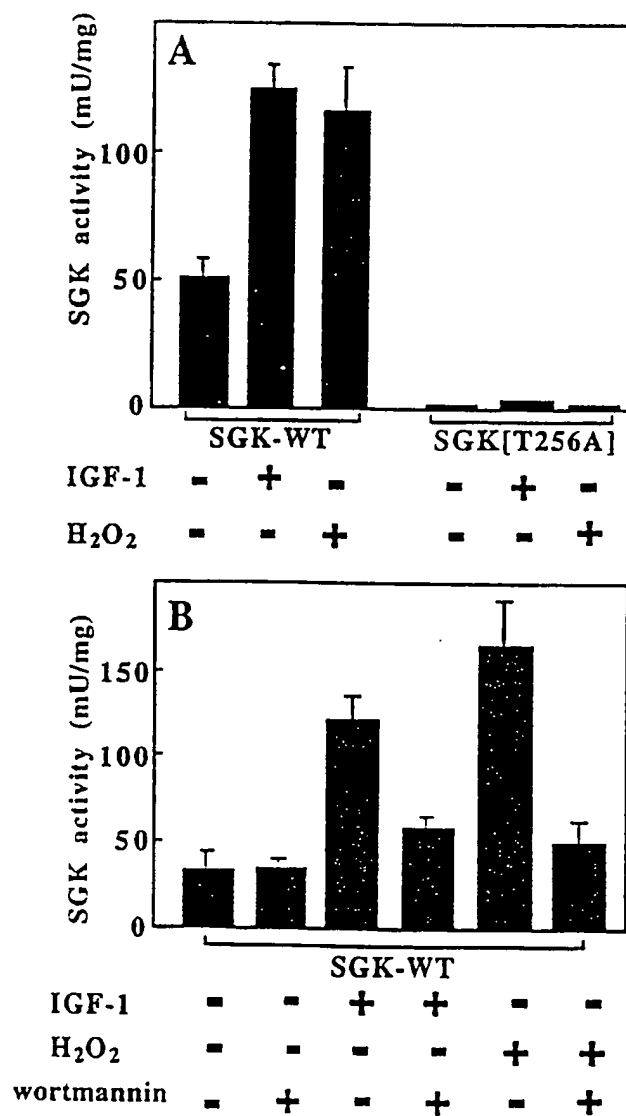 A
SGK activity (mU/mg)
100
50
0
SGK-WT SGK[T256A]
IGF-1 - + - - + -
H₂O₂ - - + - - +
B
SGK activity (mU/mg)
150
100
50
0
SGK-WT
IGF-1 - - + + - -
H₂O₂ - - - - + +
wortmannin - + - + - +